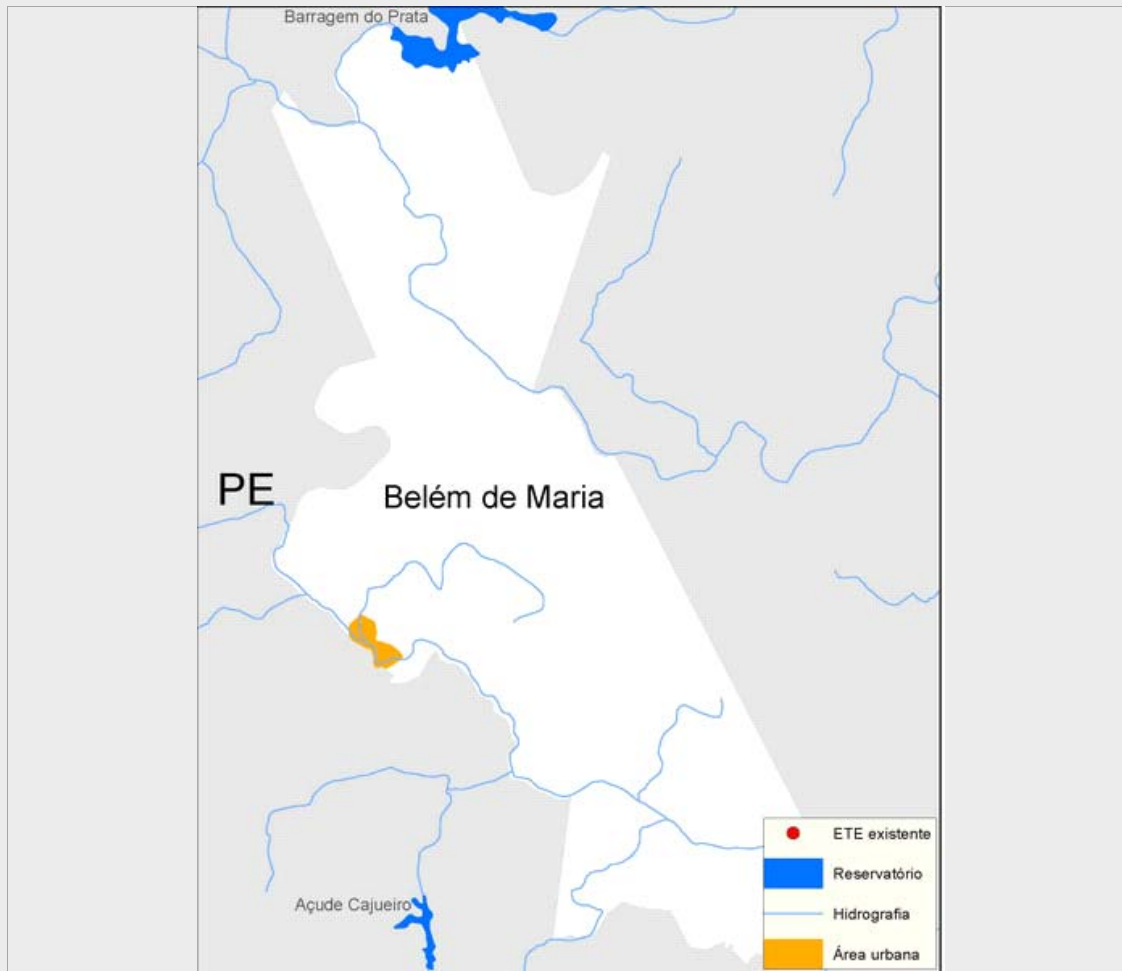 Barragem do Prata
PE
Belém de Maria
Açude Cajueiro
ETE existente
Reservatório
Hidrografia
Área urbana